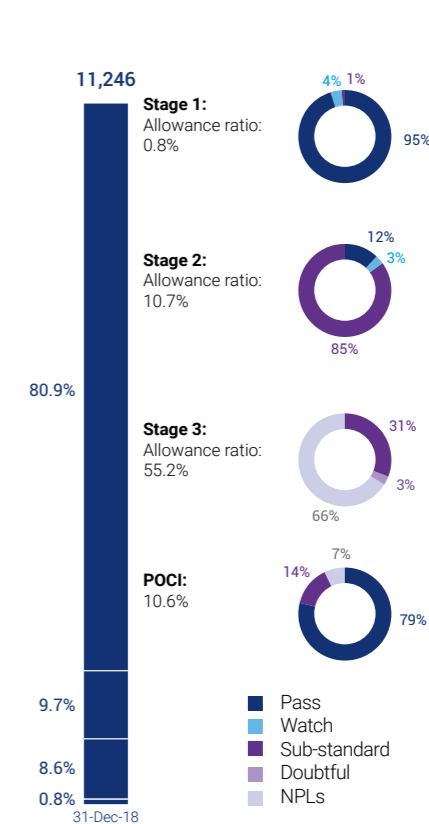 11,246
Stage 1:
Allowance ratio:
0.8%
4% 1%
95%
Stage 2:
Allowance ratio:
10.7%
12%
3%
85%
80.9%
Stage 3:
Allowance ratio:
55.2%
31%
3%
66%
POCI:
10.6%
7%
14%
79%
9.7%
8.6%
0.8%
31-Dec-18
Pass
Watch
Sub-standard
Doubtful
NPLs